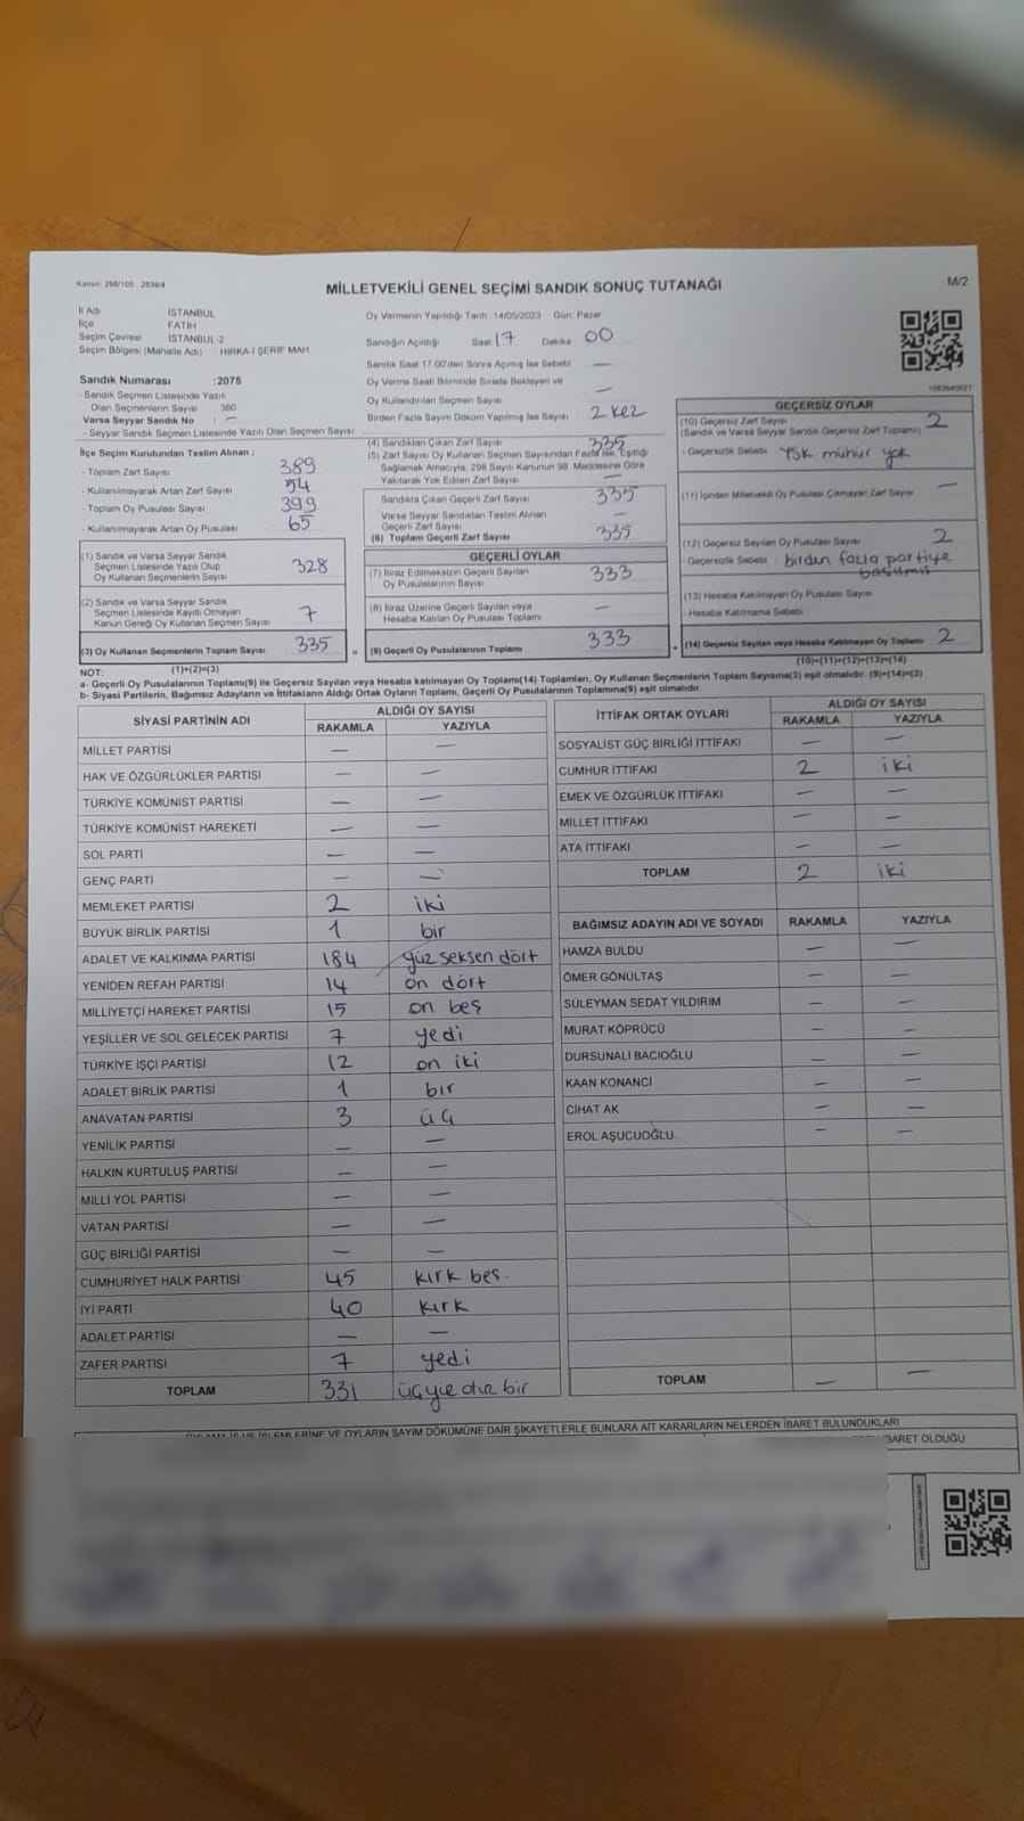 Kanun: 298/105 2839/4
MİLLETVEKİLİ GENEL SEÇİMİ SANDIK SONUÇ TUTANAĞI
M/2
İl Adı İSTANBUL
İlçe FATİH
Seçim Çevresi İSTANBUL-2
Seçim Bölgesi (Mahalle Adı) HIRKA-İ ŞERİF MAH.
Oy Vermenin Yapıldığı Tarih :14/05/2023 Gün: Pazar
Sandığın Açıldığı Saat 17 Dakika 00
Sandık Saat 17.00'den Sonra Açılmış İse Sebebi —
Oy Verme Saati Bitiminde Sırada Bekleyen ve
Oy Kullandırılan Seçmen Sayısı —
Birden Fazla Sayım Döküm Yapılmış İse Sayısı 2 kez
Sandık Numarası :2075
- Sandık Seçmen Listesinde Yazılı
Olan Seçmenlerin Sayısı 380
Varsa Seyyar Sandık No : —
- Seyyar Sandık Seçmen Listesinde Yazılı Olan Seçmen Sayısı:
İlçe Seçim Kurulundan Teslim Alınan :
- Toplam Zarf Sayısı 389
- Kullanılmayarak Artan Zarf Sayısı 54
- Toplam Oy Pusulası Sayısı 399
- Kullanılmayarak Artan Oy Pusulası 65
(1) Sandık ve Varsa Seyyar Sandık
Seçmen Listesinde Yazılı Olup
Oy Kullanan Seçmenlerin Sayısı 328
(2) Sandık ve Varsa Seyyar Sandık
Seçmen Listesinde Kayıtlı Olmayan
Kanun Gereği Oy Kullanan Seçmen Sayısı 7
(3) Oy Kullanan Seçmenlerin Toplam Sayısı 335
(4) Sandıktan Çıkan Zarf Sayısı 335
(5) Zarf Sayısı Oy Kullanan Seçmen Sayısından Fazla ise, Eşitliği
Sağlamak Amacıyla, 298 Sayılı Kanunun 98. Maddesine Göre
Yakılarak Yok Edilen Zarf Sayısı —
Sandıkta Çıkan Geçerli Zarf Sayısı 335
Varsa Seyyar Sandıktan Teslim Alınan
Geçerli Zarf Sayısı —
(6) Toplam Geçerli Zarf Sayısı 335
GEÇERLİ OYLAR
(7) İtiraz Edilmeksizin Geçerli Sayılan
Oy Pusulalarının Sayısı 333
(8) İtiraz Üzerine Geçerli Sayılan veya
Hesaba Katılan Oy Pusulası Toplamı —
(9) Geçerli Oy Pusulalarının Toplamı 333
GEÇERSİZ OYLAR
(10) Geçersiz Zarf Sayısı 2
(Sandık ve Varsa Seyyar Sandık Geçersiz Zarf Toplamı)
- Geçersizlik Sebebi YSK mühür yok
(11) İçinden Milletvekili Oy Pusulası Çıkmayan Zarf Sayısı —
(12) Geçersiz Sayılan Oy Pusulası Sayısı 2
Geçersizlik Sebebi : birden fazla partiye
basılmış
(13) Hesaba Katılmayan Oy Pusulası Sayısı
- Hesaba Katılmama Sebebi
(14) Geçersiz Sayılan veya Hesaba Katılmayan Oy Toplamı 2
NOT: (1)+(2)=(3)
(10)+(11)+(12)+(13)=(14)
a- Geçerli Oy Pusulalarının Toplamı(9) ile Geçersiz Sayılan veya Hesaba katılmayan Oy Toplamı(14) Toplamları, Oy Kullanan Seçmenlerin Toplam Sayısına(3) eşit olmalıdır. (9)+(14)=(3)
b- Siyasi Partilerin, Bağımsız Adayların ve İttifakların Aldığı Ortak Oyların Toplamı, Geçerli Oy Pusulalarının Toplamına(9) eşit olmalıdır.
SİYASİ PARTİNİN ADI ALDIĞI OY SAYISI
RAKAMLA YAZIYLA
MİLLET PARTİSİ — —
HAK VE ÖZGÜRLÜKLER PARTİSİ — —
TÜRKİYE KOMÜNİST PARTİSİ — —
TÜRKİYE KOMÜNİST HAREKETİ — —
SOL PARTİ — —
GENÇ PARTİ — —
MEMLEKET PARTİSİ 2 iki
BÜYÜK BİRLİK PARTİSİ 1 bir
ADALET VE KALKINMA PARTİSİ 184 yüz seksen dört
YENİDEN REFAH PARTİSİ 14 on dört
MİLLİYETÇİ HAREKET PARTİSİ 15 on beş
YEŞİLLER VE SOL GELECEK PARTİSİ 7 yedi
TÜRKİYE İŞÇİ PARTİSİ 12 on iki
ADALET BİRLİK PARTİSİ 1 bir
ANAVATAN PARTİSİ 3 üç
YENİLİK PARTİSİ — —
HALKIN KURTULUŞ PARTİSİ — —
MİLLİ YOL PARTİSİ — —
VATAN PARTİSİ — —
GÜÇ BİRLİĞİ PARTİSİ — —
CUMHURİYET HALK PARTİSİ 45 kırk beş
İYİ PARTİ 40 kırk
ADALET PARTİSİ — —
ZAFER PARTİSİ 7 yedi
TOPLAM 331 üçyüz otuz bir
İTTİFAK ORTAK OYLARI ALDIĞI OY SAYISI
RAKAMLA YAZIYLA
SOSYALİST GÜÇ BİRLİĞİ İTTİFAKI — —
CUMHUR İTTİFAKI 2 iki
EMEK VE ÖZGÜRLÜK İTTİFAKI — —
MİLLET İTTİFAKI — —
ATA İTTİFAKI — —
TOPLAM 2 iki
BAĞIMSIZ ADAYIN ADI VE SOYADI RAKAMLA YAZIYLA
HAMZA BULDU — —
ÖMER GÖNÜLTAŞ — —
SÜLEYMAN SEDAT YILDIRIM — —
MURAT KÖPRÜCÜ — —
DURSUNALİ BACIOĞLU — —
KAAN KONANCI — —
CİHAT AK — —
EROL AŞUCUOĞLU — —
TOPLAM — —
VE OYLARIN SAYIM DÖKÜMÜNE DAİR ŞİKAYETLERLE BUNLARA AİT KARARLARIN NELERDEN İBARET BULUNDUKLARI
İBARET OLDUĞU